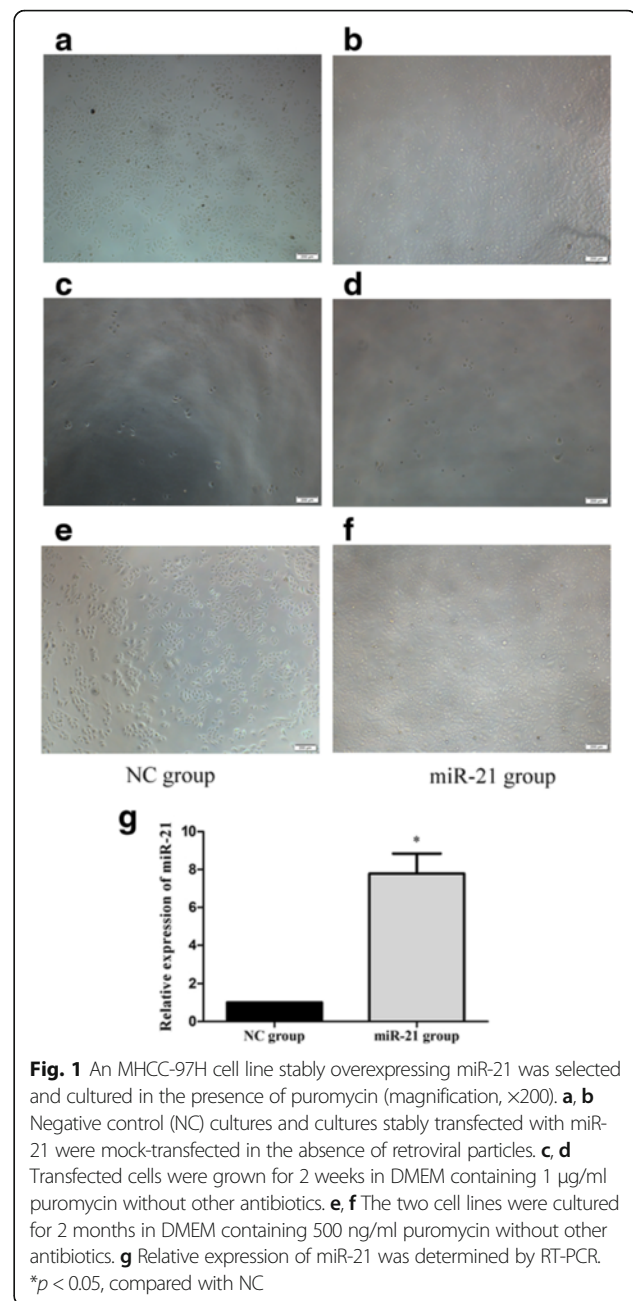 a
b
c
d
e
f
NC group
miR-21 group
g
Relative expression of miR-21
10
8
6
4
2
0
*
NC group
miR-21 group
Fig. 1 An MHCC-97H cell line stably overexpressing miR-21 was selected
and cultured in the presence of puromycin (magnification, ×200). a, b
Negative control (NC) cultures and cultures stably transfected with miR-
21 were mock-transfected in the absence of retroviral particles. c, d
Transfected cells were grown for 2 weeks in DMEM containing 1 μg/ml
puromycin without other antibiotics. e, f The two cell lines were cultured
for 2 months in DMEM containing 500 ng/ml puromycin without other
antibiotics. g Relative expression of miR-21 was determined by RT-PCR.
*p < 0.05, compared with NC